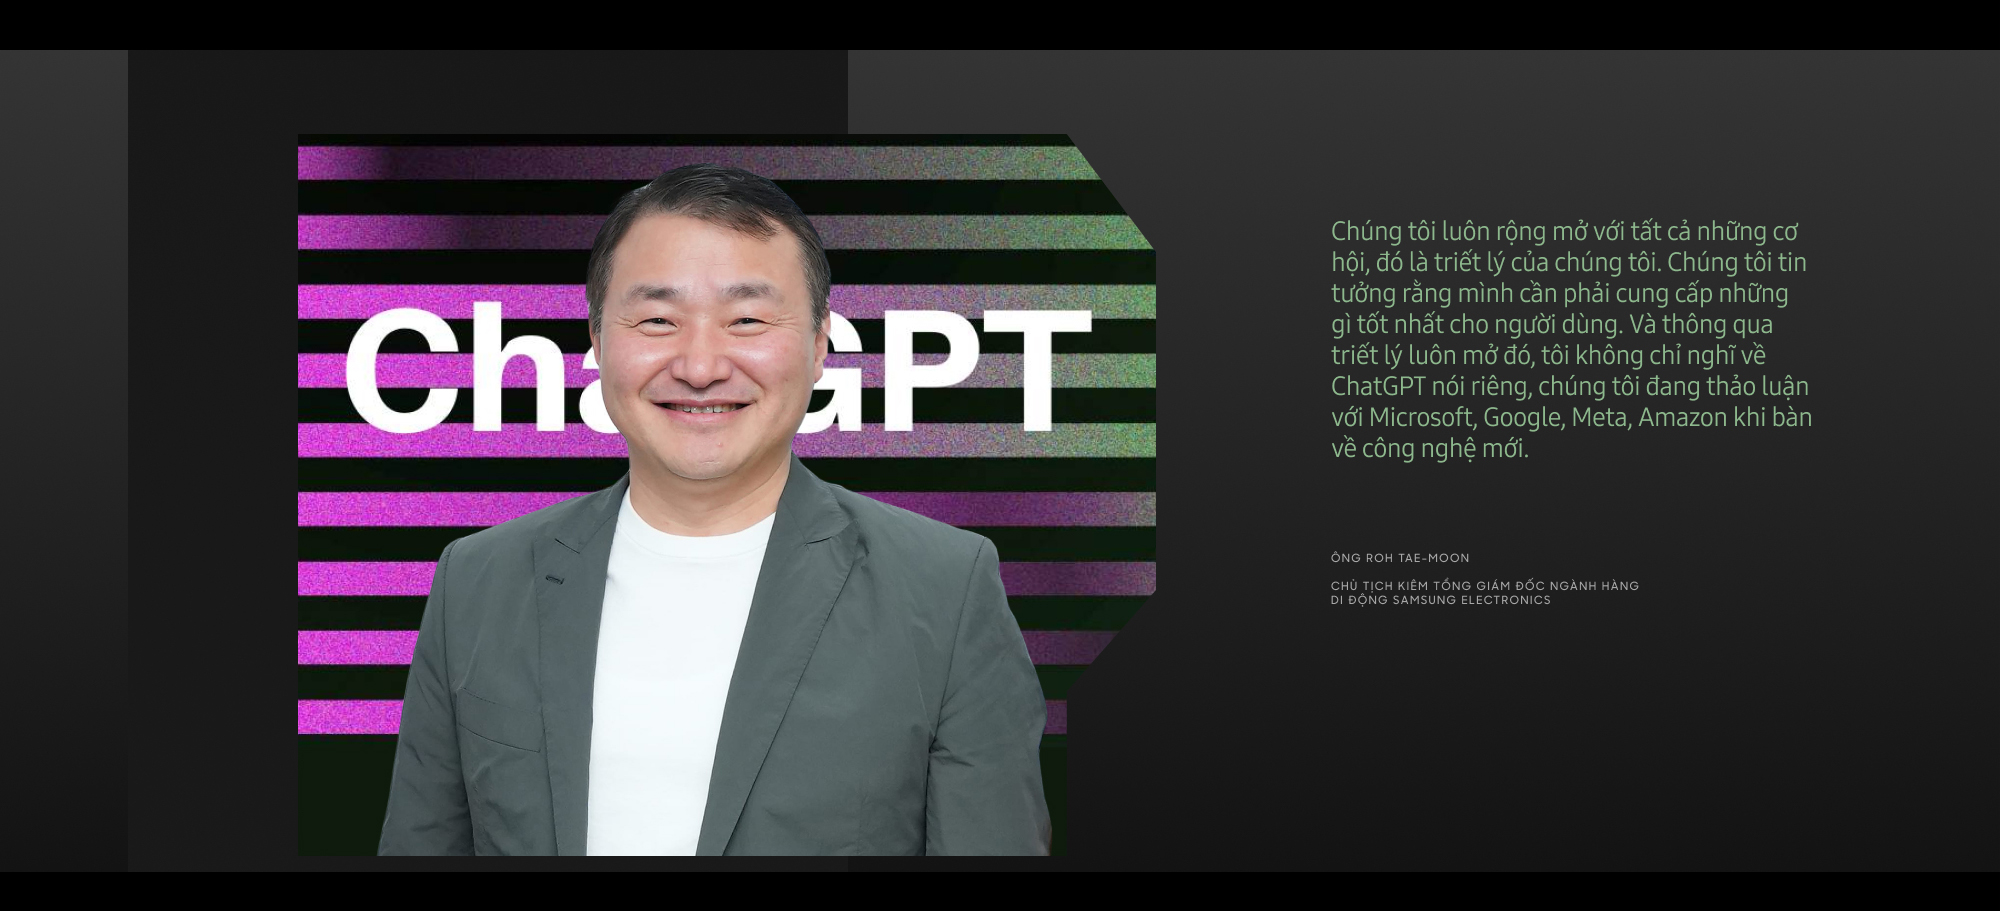 ChatGPT
Chúng tôi luôn rộng mở với tất cả những cơ
hội, đó là triết lý của chúng tôi. Chúng tôi tin
tưởng rằng mình cần phải cung cấp những
gì tốt nhất cho người dùng. Và thông qua
triết lý luôn mở đó, tôi không chỉ nghĩ về
ChatGPT nói riêng, chúng tôi đang thảo luận
với Microsoft, Google, Meta, Amazon khi bàn
về công nghệ mới.
ÔNG ROH TAE-MOON
CHỦ TỊCH KIÊM TỔNG GIÁM ĐỐC NGÀNH HÀNG
DI ĐỘNG SAMSUNG ELECTRONICS